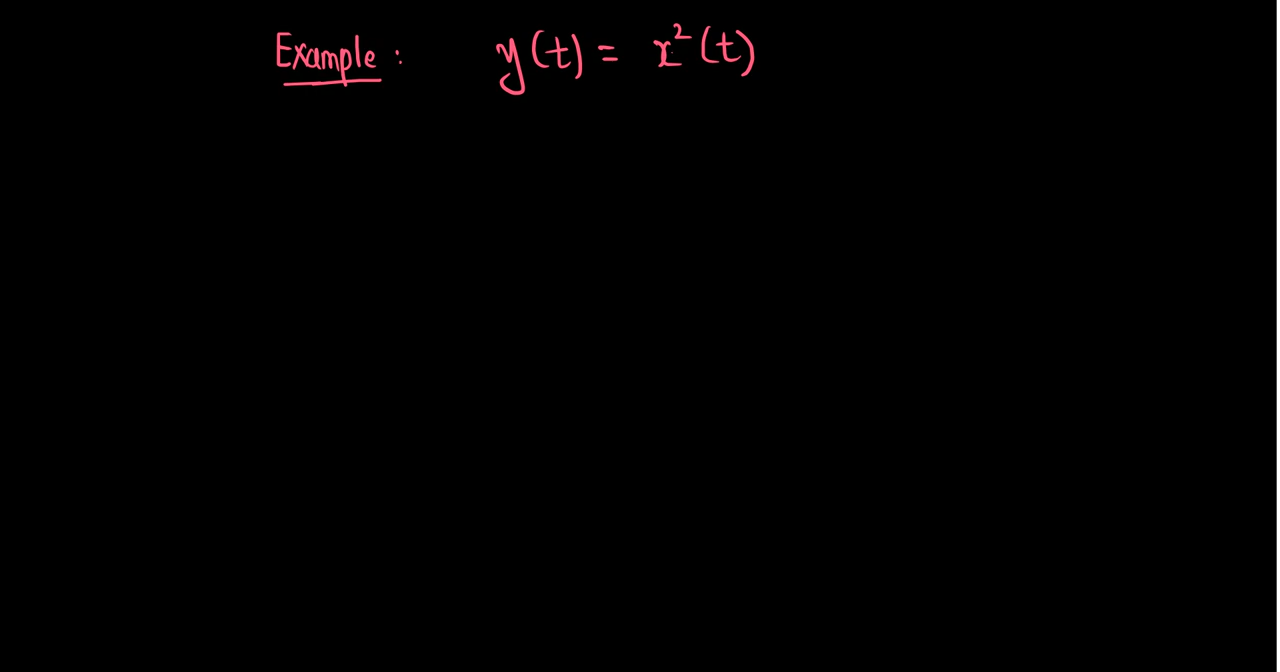 Example : y(t) = x²(t)